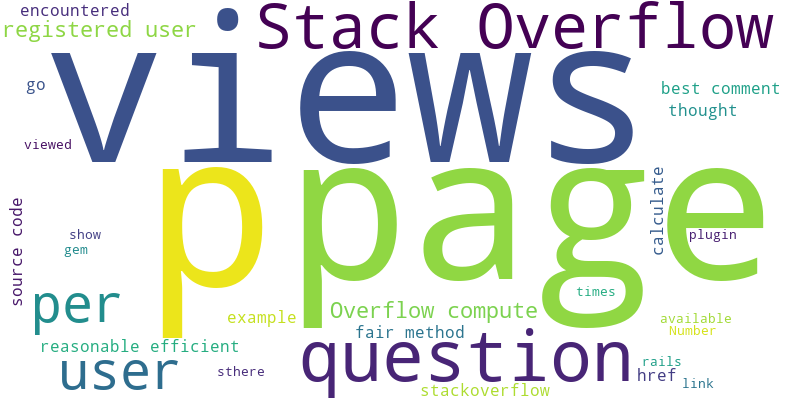 encountered
Stack Overflow
registered user
views
go
best comment
thought
viewed
p
page
calculate
source code
show
plugin
gem
per
times
example
Overflow compute
available
fair method
Number
reasonable efficient
question
user
sthere
rails
href
link
stackoverflow